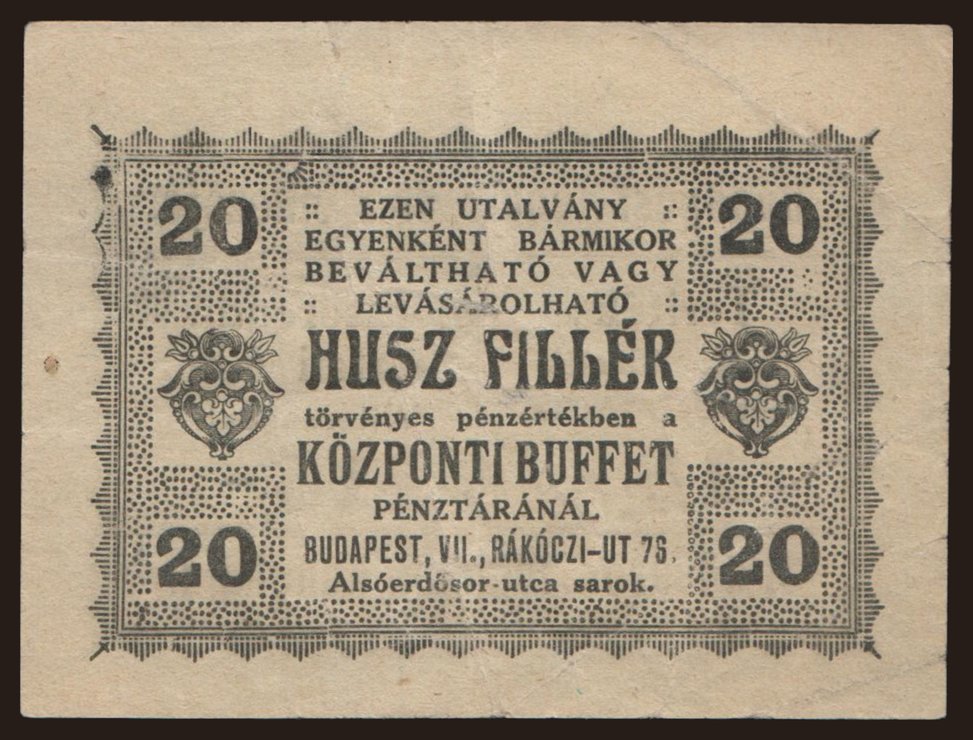 20 20
:: EZEN UTALVÁNY ::
EGYENKÉNT BÁRMIKOR
BEVÁLTHATÓ VAGY
:: LEVÁSÁROLHATÓ ::
HUSZ FILLÉR
törvényes pénzértékben a
KÖZPONTI BUFFET
PÉNZTÁRÁNÁL
20 20
BUDAPEST, VII., RÁKÓCZI-UT 76.
Alsóerdősor-utca sarok.